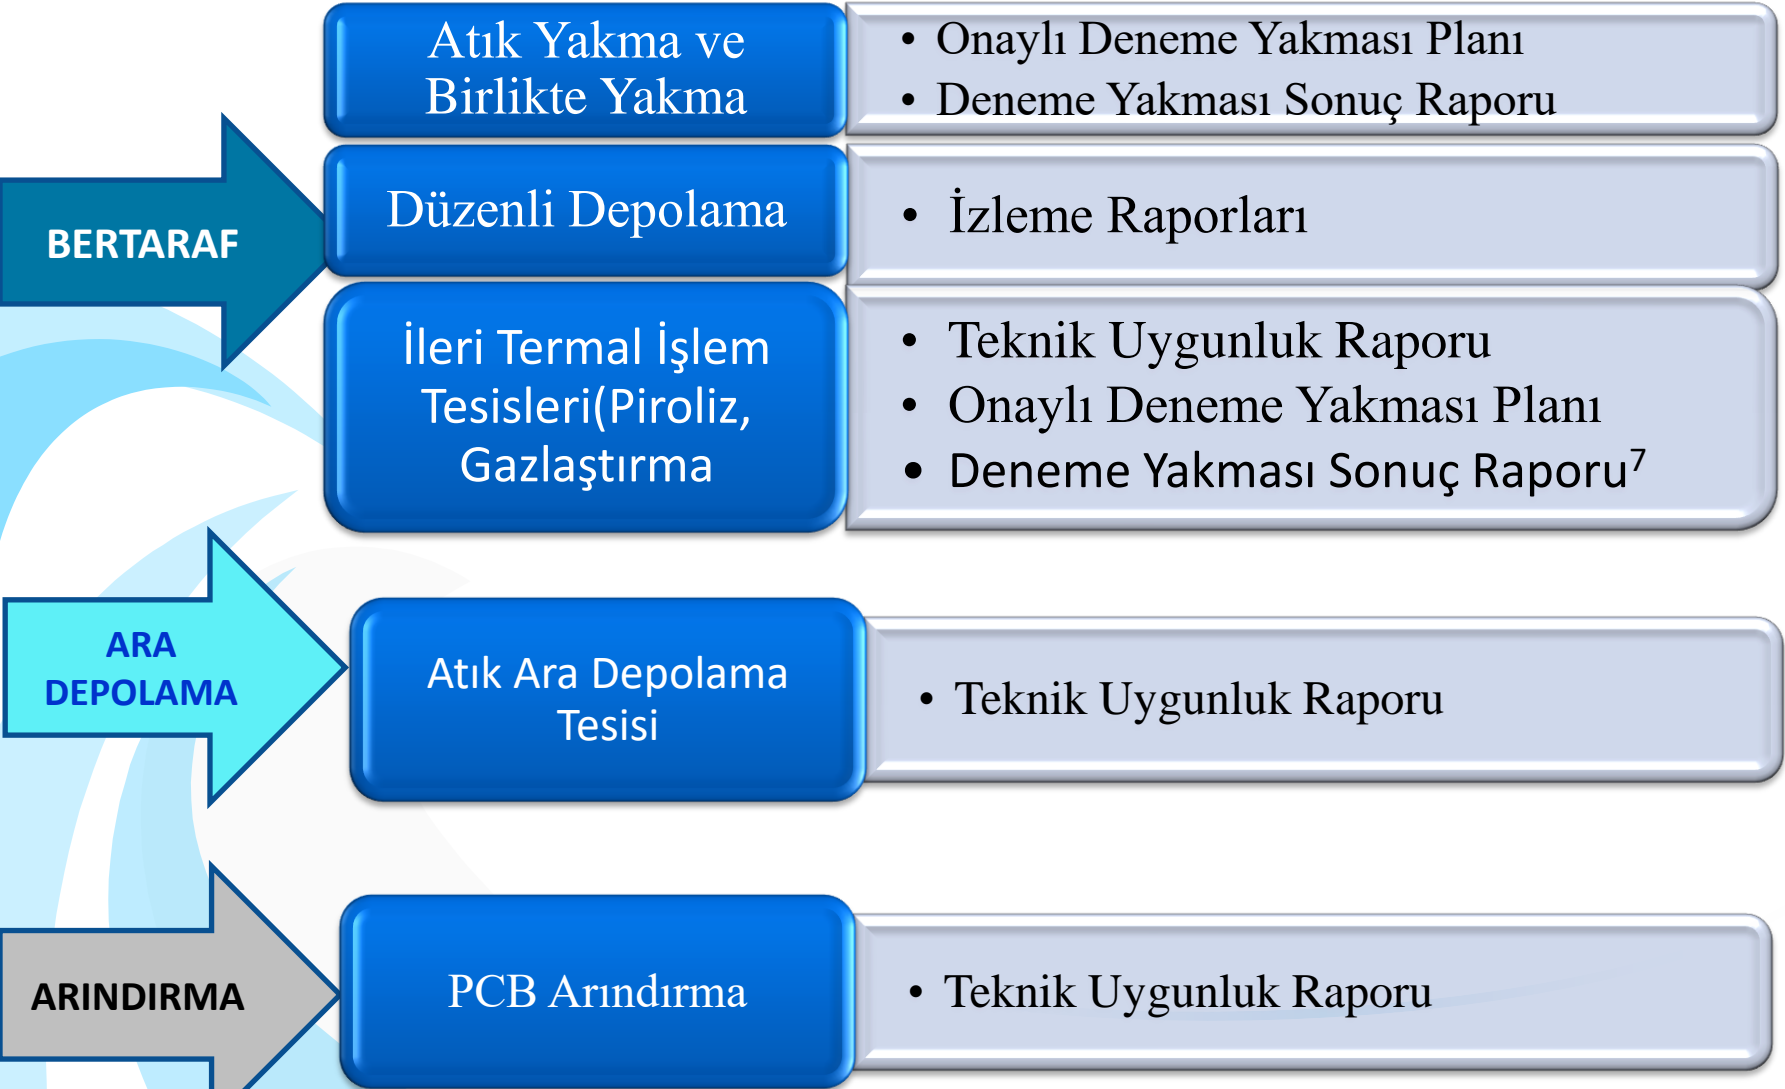 BERTARAF
Atık Yakma ve
Birlikte Yakma
• Onaylı Deneme Yakması Planı
• Deneme Yakması Sonuç Raporu
Düzenli Depolama
• İzleme Raporları
İleri Termal İşlem
Tesisleri(Piroliz,
Gazlaştırma
• Teknik Uygunluk Raporu
• Onaylı Deneme Yakması Planı
• Deneme Yakması Sonuç Raporu⁷
ARA
DEPOLAMA
Atık Ara Depolama
Tesisi
• Teknik Uygunluk Raporu
ARINDIRMA
PCB Arındırma
• Teknik Uygunluk Raporu